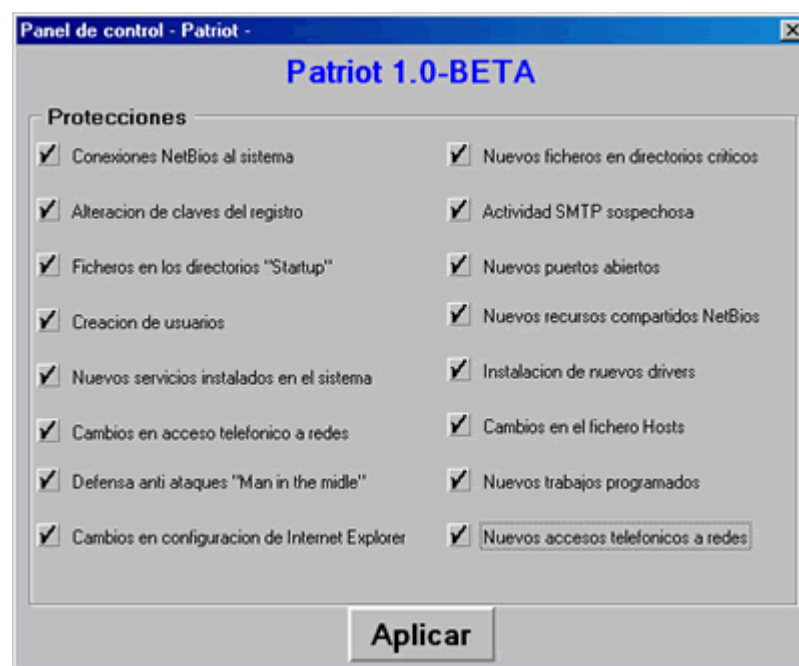 Panel de control - Patriot -
Patriot 1.0-BETA
Protecciones
Conexiones NetBios al sistema
Alteracion de claves del registro
Ficheros en los directorios "Startup"
Creacion de usuarios
Nuevos servicios instalados en el sistema
Cambios en acceso telefonico a redes
Defensa anti ataques "Man in the midle"
Cambios en configuracion de Internet Explorer
Nuevos ficheros en directorios criticos
Actividad SMTP sospechosa
Nuevos puertos abiertos
Nuevos recursos compartidos NetBios
Instalacion de nuevos drivers
Cambios en el fichero Hosts
Nuevos trabajos programados
Nuevos accesos telefonicos a redes
Aplicar